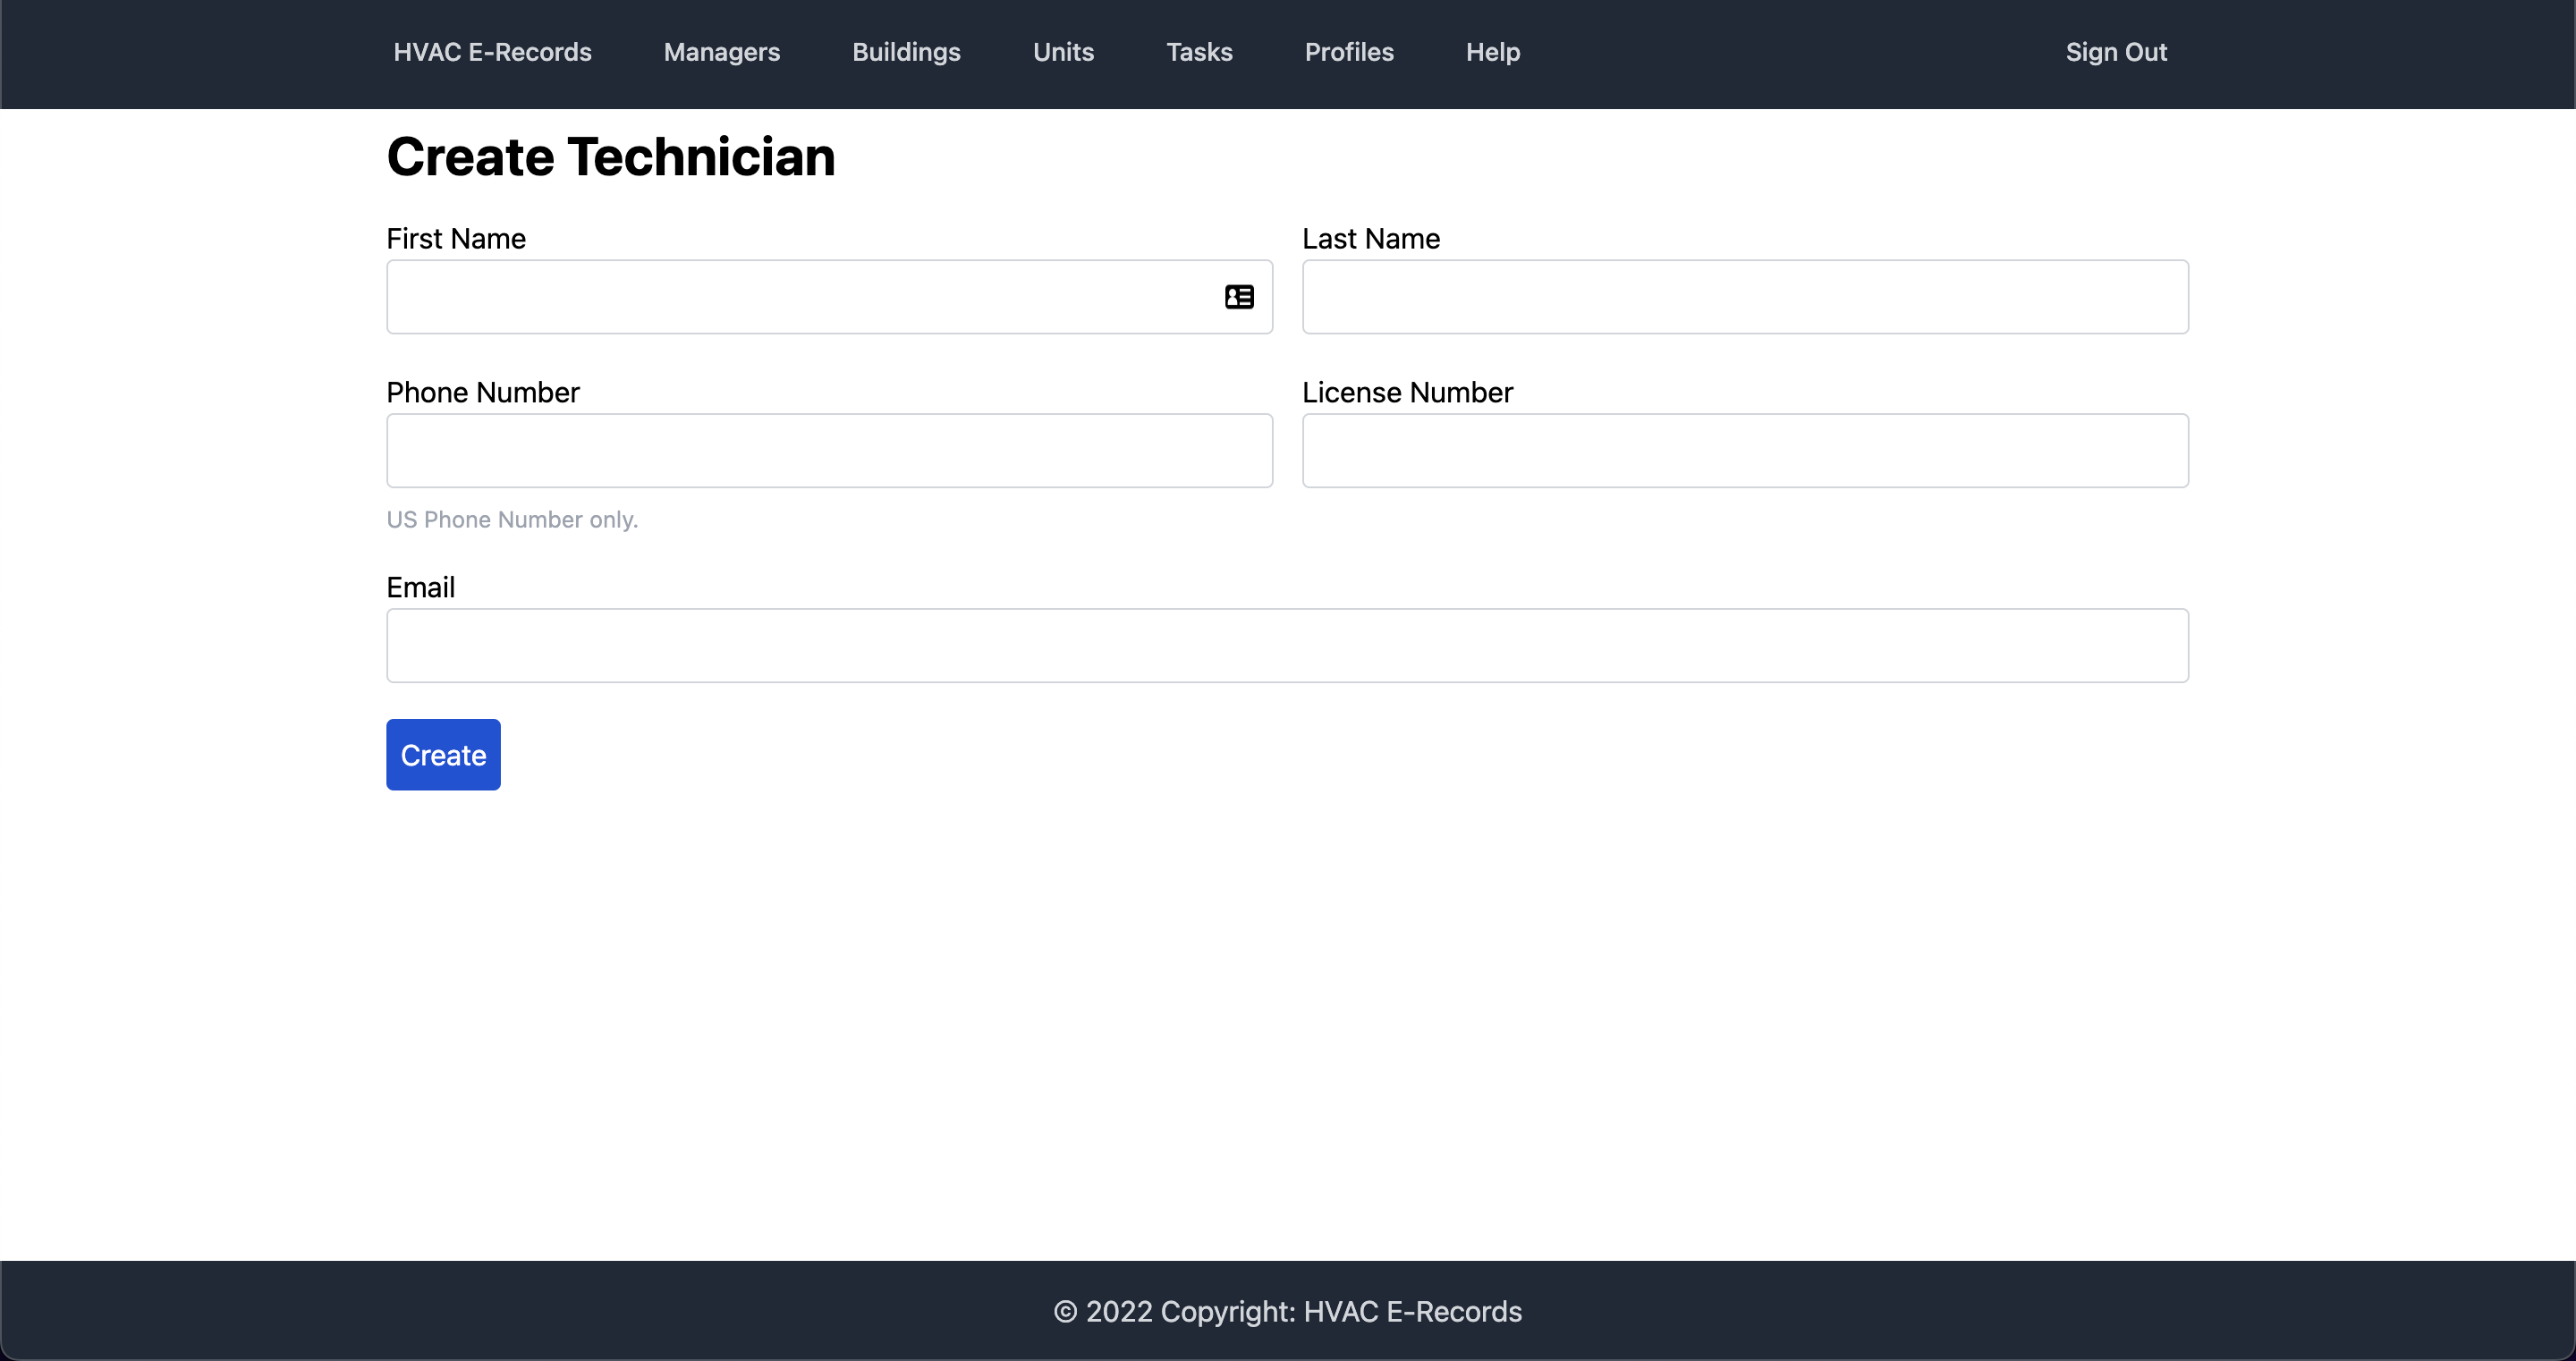 HVAC E-Records Managers Buildings Units Tasks Profiles Help Sign Out
Create Technician
First Name Last Name
Phone Number License Number
US Phone Number only.
Email
Create
© 2022 Copyright: HVAC E-Records